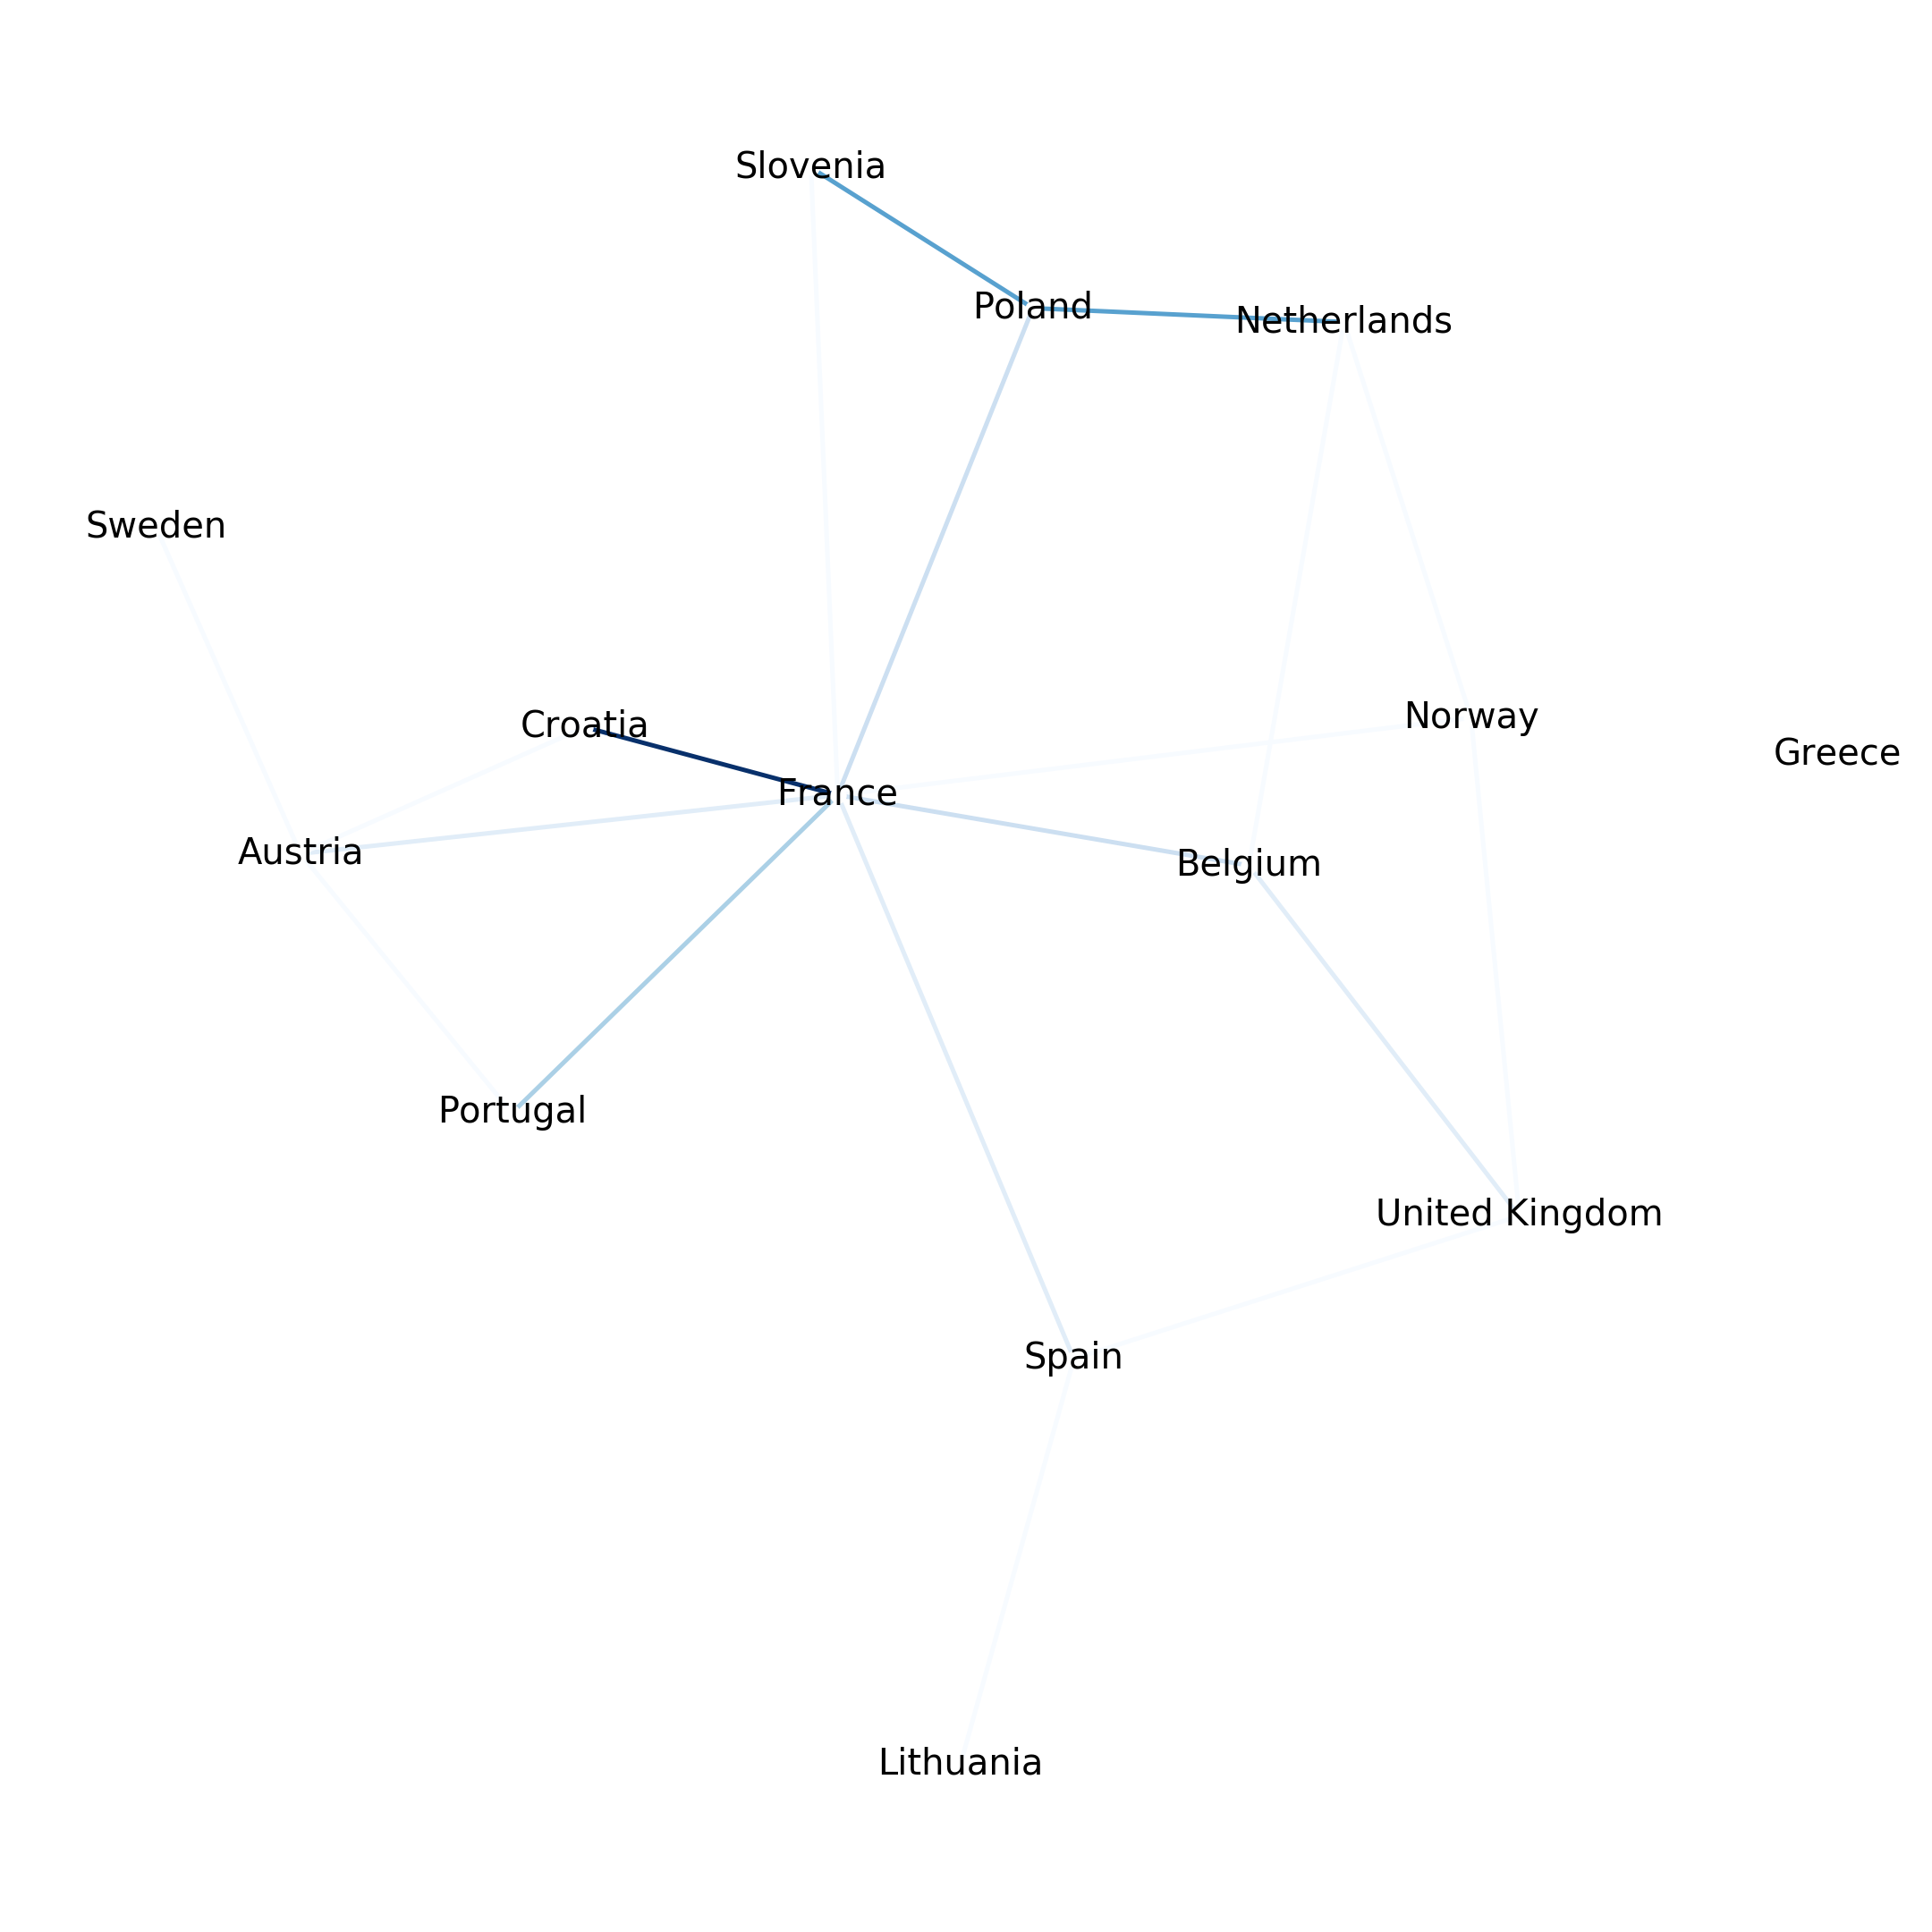 Slovenia
Poland
Netherlands
Sweden
Croatia
Norway
Greece
France
Austria
Belgium
Portugal
United Kingdom
Spain
Lithuania